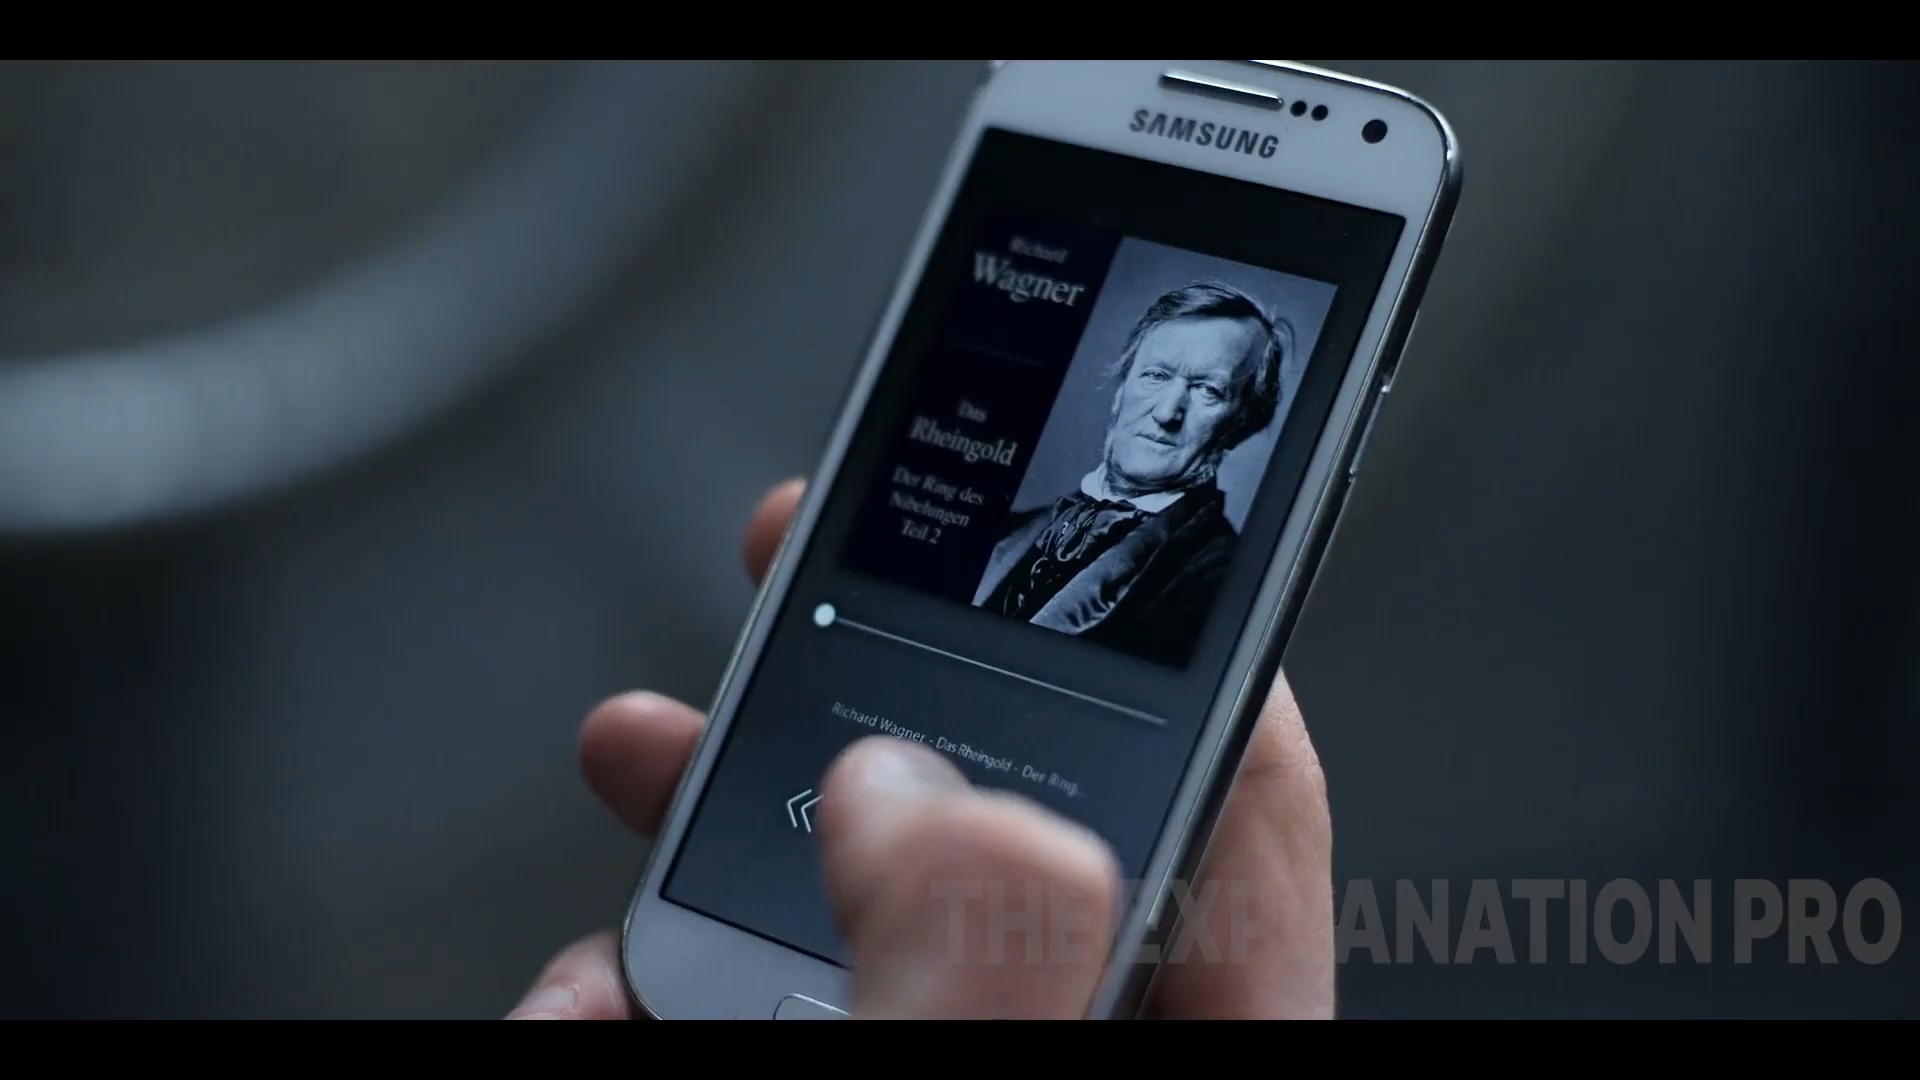 SAMSUNG
Richard
Wagner
Das
Rheingold
Der Ring des
Nibelungen
Teil 2
Richard Wagner - Das Rheingold - Der Ring...
THE EXPLANATION PRO